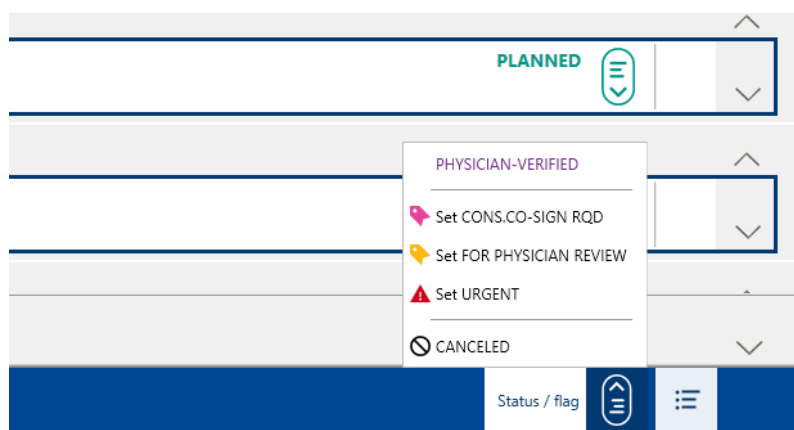 PLANNED
PHYSICIAN-VERIFIED
Set CONS.CO-SIGN RQD
Set FOR PHYSICIAN REVIEW
Set URGENT
CANCELED
Status / flag